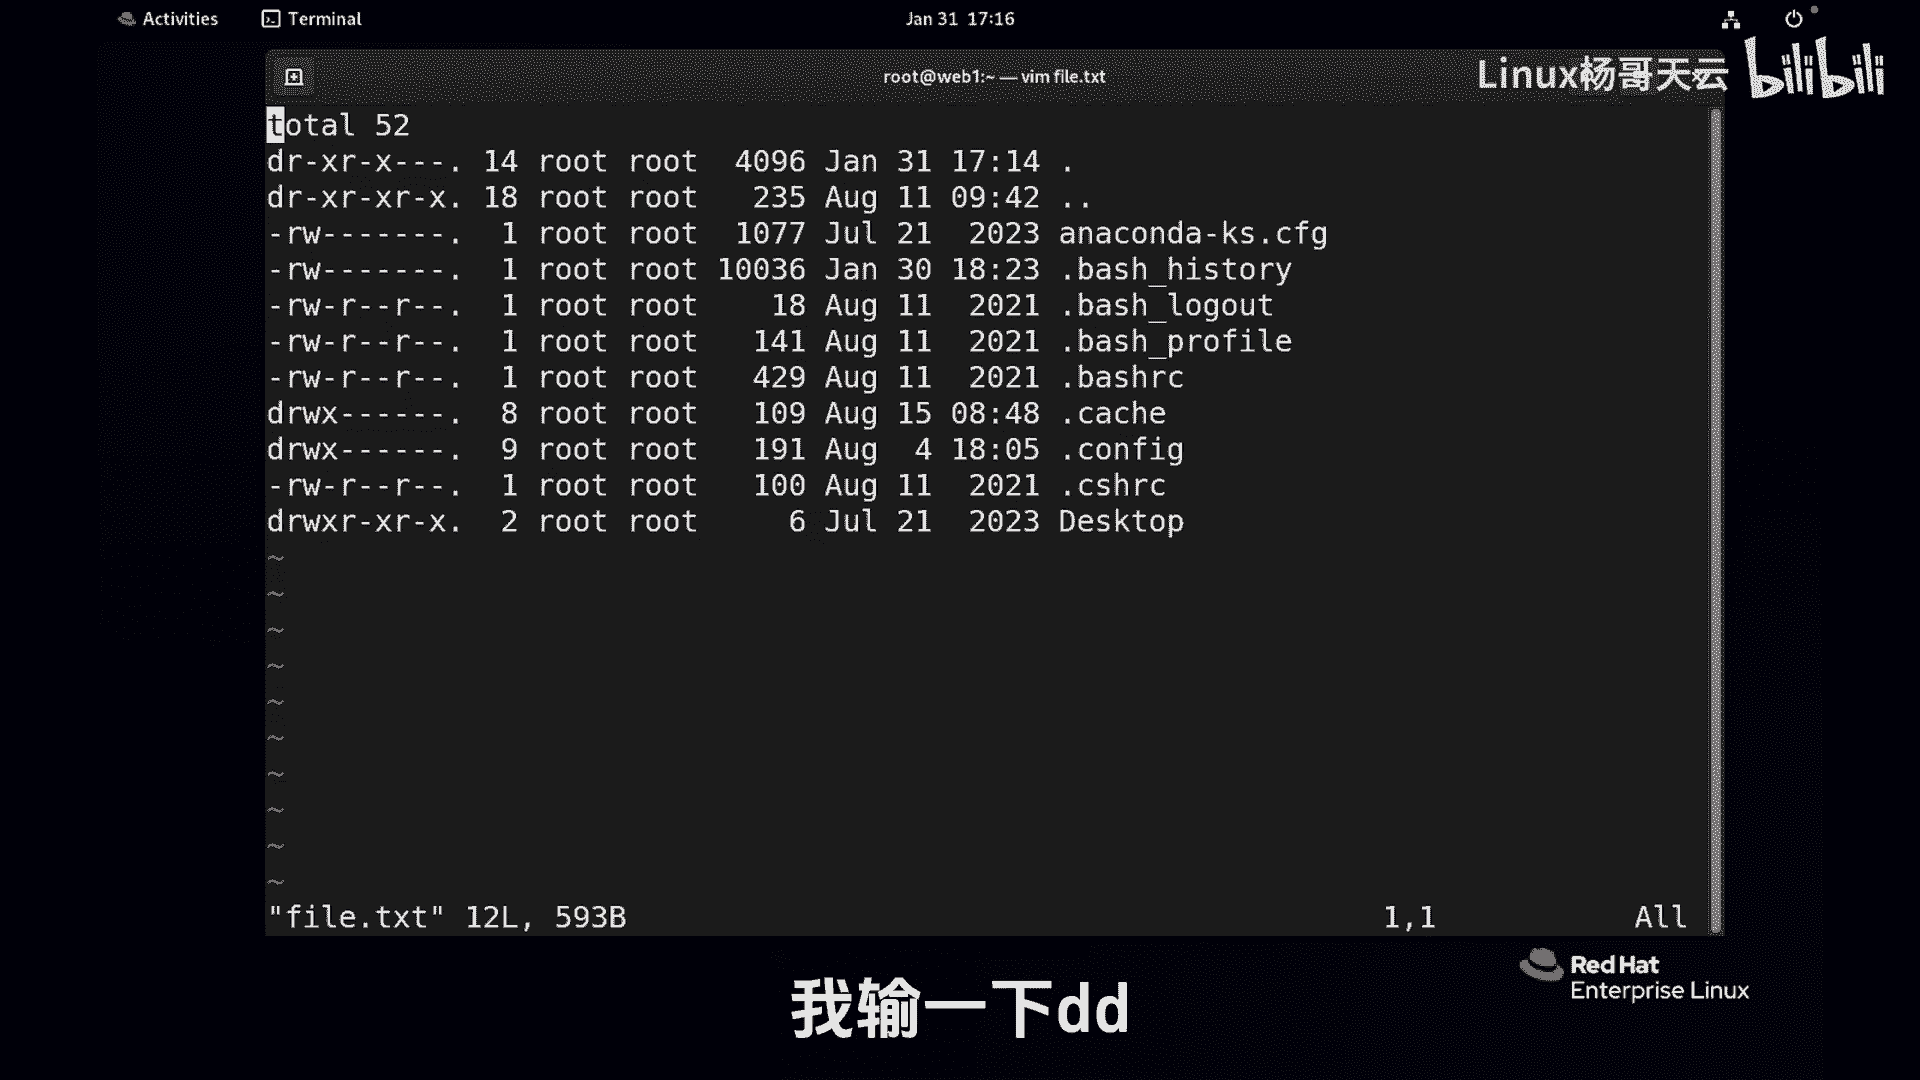 Activities Terminal Jan 31 17:16
root@web1:~ — vim file.txt
Linux杨哥天云 bilibili
total 52
dr-xr-x---. 14 root root  4096 Jan 31 17:14 .
dr-xr-xr-x. 18 root root   235 Aug 11 09:42 ..
-rw-------.  1 root root  1077 Jul 21  2023 anaconda-ks.cfg
-rw-------.  1 root root 10036 Jan 30 18:23 .bash_history
-rw-r--r--.  1 root root    18 Aug 11  2021 .bash_logout
-rw-r--r--.  1 root root   141 Aug 11  2021 .bash_profile
-rw-r--r--.  1 root root   429 Aug 11  2021 .bashrc
drwx------.  8 root root   109 Aug 15 08:48 .cache
drwx------.  9 root root   191 Aug  4 18:05 .config
-rw-r--r--.  1 root root   100 Aug 11  2021 .cshrc
drwxr-xr-x.  2 root root     6 Jul 21  2023 Desktop
~
~
~
~
~
~
~
~
~
~
"file.txt" 12L, 593B 1,1 All
Red Hat
Enterprise Linux
我输一下dd